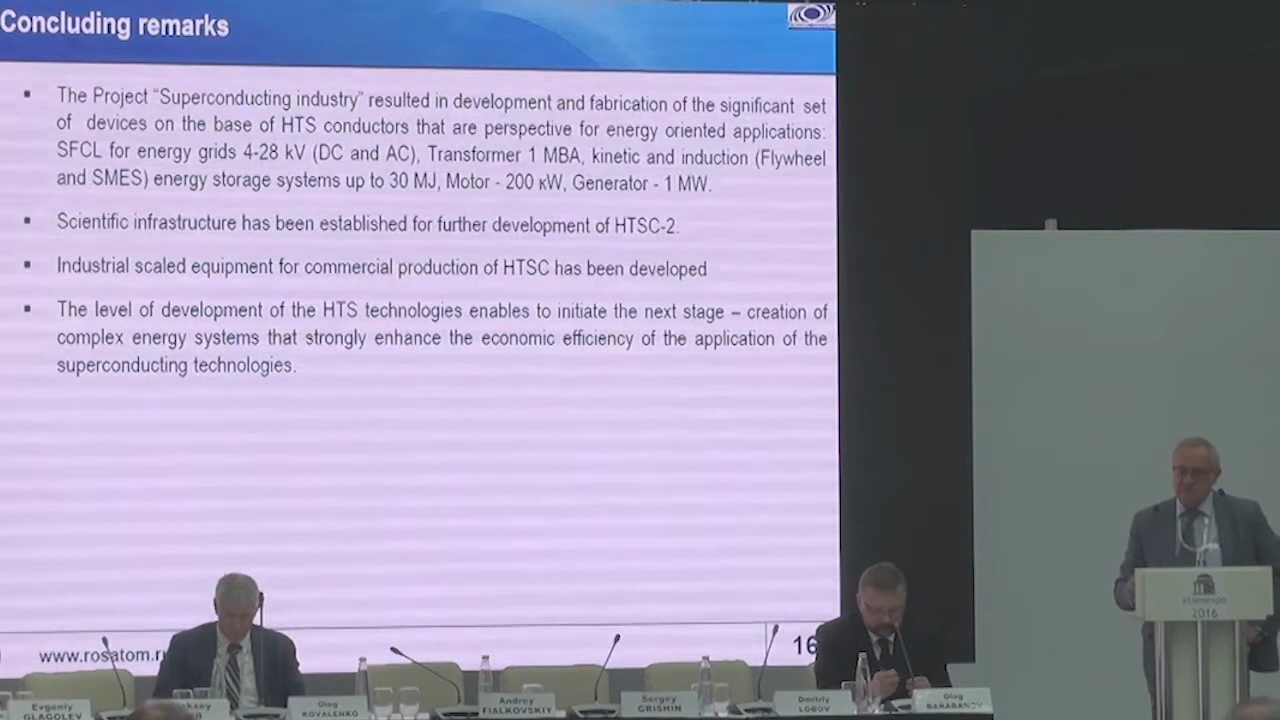 Concluding remarks
▪ The Project “Superconducting industry” resulted in development and fabrication of the significant set
of devices on the base of HTS conductors that are perspective for energy oriented applications:
SFCL for energy grids 4-28 kV (DC and AC), Transformer 1 MBA, kinetic and induction (Flywheel
and SMES) energy storage systems up to 30 MJ, Motor - 200 кW, Generator - 1 MW.
▪ Scientific infrastructure has been established for further development of HTSC-2.
▪ Industrial scaled equipment for commercial production of HTSC has been developed
▪ The level of development of the HTS technologies enables to initiate the next stage – creation of
complex energy systems that strongly enhance the economic efficiency of the application of the
superconducting technologies.
www.rosatom.r
16
atomexpo
2016
Evgeniy
GLAGOLEV
Oleg
KOVALENKO
Andrey
FIALKOVSKIY
Sergey
GRISHIN
Dmitriy
LOBOV
Oleg
BARABANOV